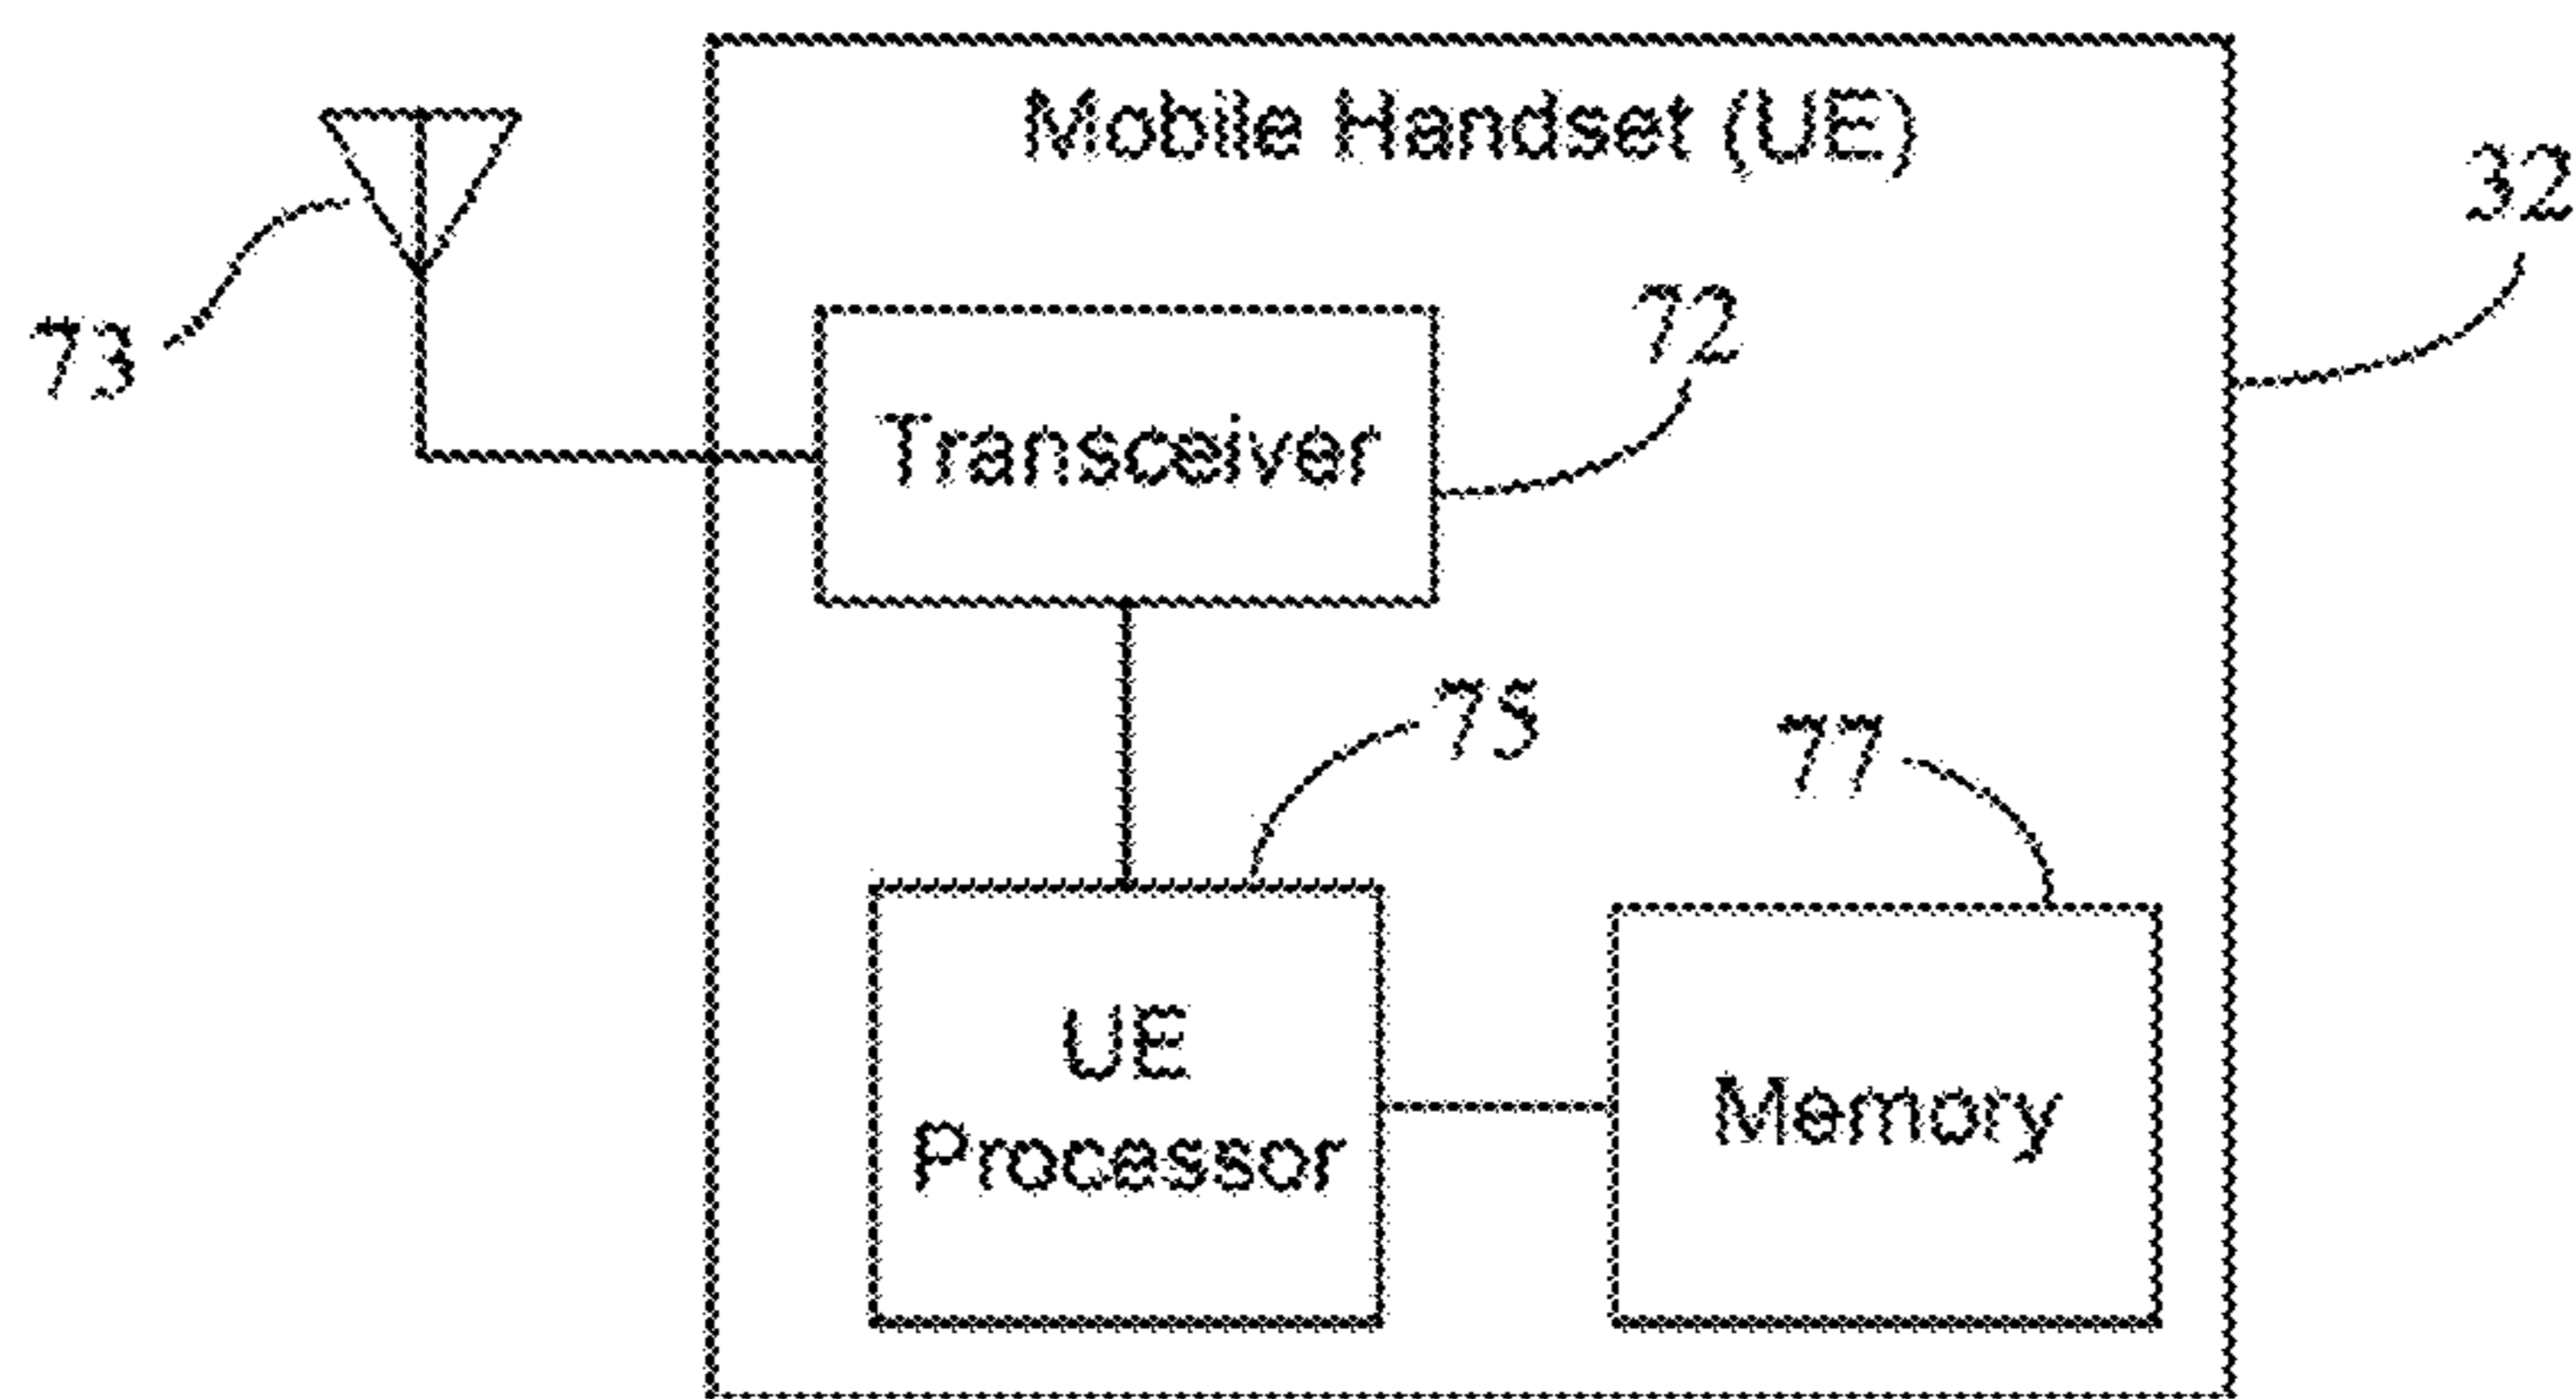 Mobile Handset (UE)
32
73
72
Transceiver
75
77
UE
Processor
Memory